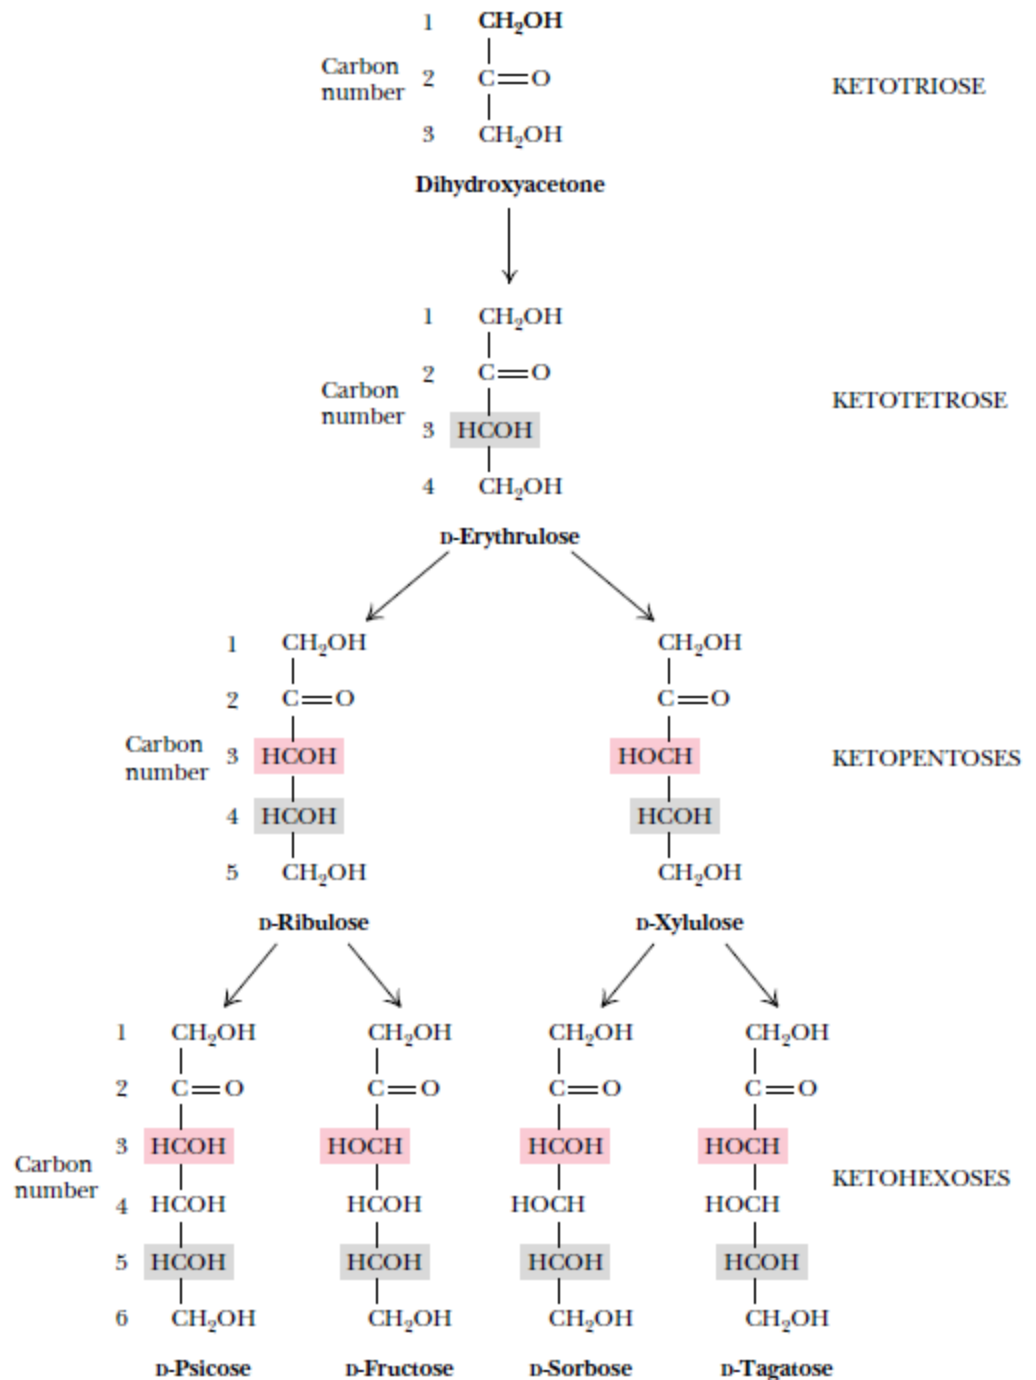 1 CH₂OH
Carbon number 2 C=O KETOTRIOSE
3 CH₂OH
Dihydroxyacetone
1 CH₂OH
2 C=O
Carbon number KETOTETROSE
3 HCOH
4 CH₂OH
D-Erythrulose
1 CH₂OH CH₂OH
2 C=O C=O
Carbon number 3 HCOH HOCH KETOPENTOSES
4 HCOH HCOH
5 CH₂OH CH₂OH
D-Ribulose D-Xylulose
1 CH₂OH CH₂OH CH₂OH CH₂OH
2 C=O C=O C=O C=O
3 HCOH HOCH HCOH HOCH
Carbon number KETOHEXOSES
4 HCOH HCOH HOCH HOCH
5 HCOH HCOH HCOH HCOH
6 CH₂OH CH₂OH CH₂OH CH₂OH
D-Psicose D-Fructose D-Sorbose D-Tagatose